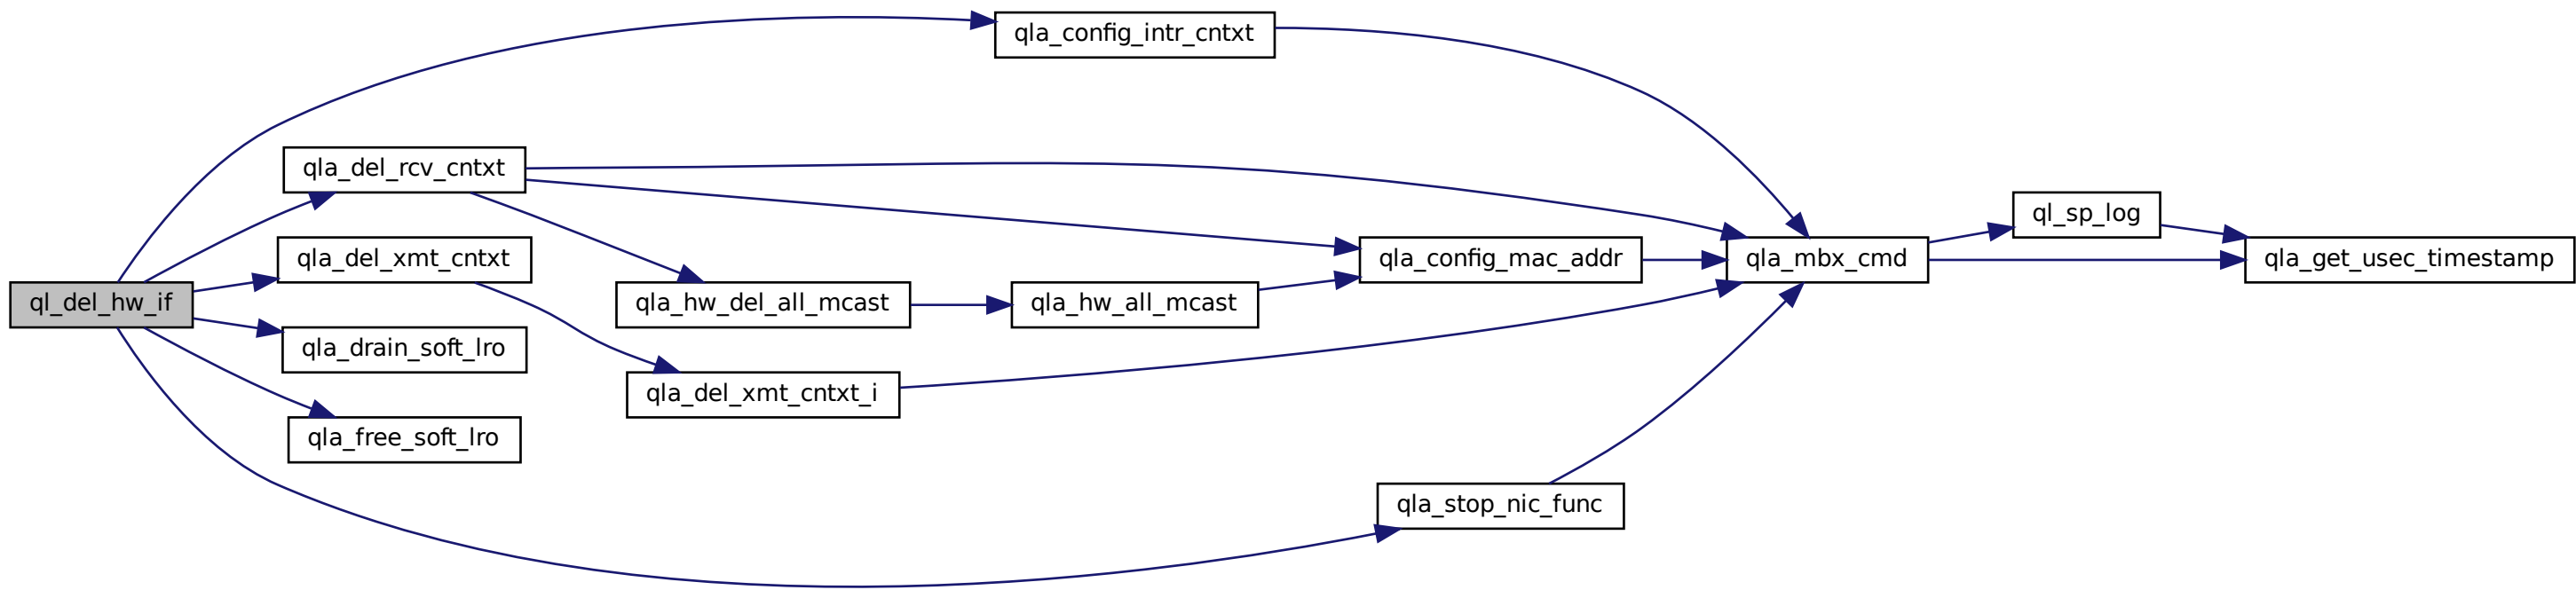 ql_del_hw_if
qla_config_intr_cntxt
qla_del_rcv_cntxt
qla_del_xmt_cntxt
qla_drain_soft_lro
qla_free_soft_lro
qla_hw_del_all_mcast
qla_del_xmt_cntxt_i
qla_hw_all_mcast
qla_config_mac_addr
qla_stop_nic_func
qla_mbx_cmd
ql_sp_log
qla_get_usec_timestamp